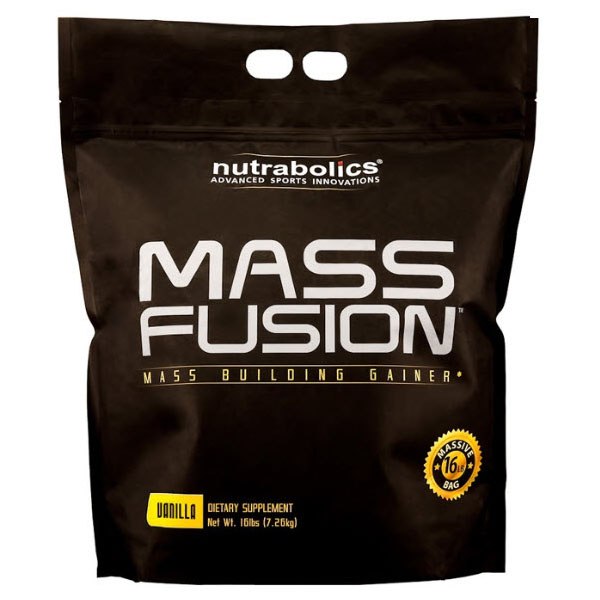 nutrabolics®
ADVANCED SPORTS INNOVATIONS
MASS
FUSION™
MASS BUILDING GAINER*
MASSIVE
16LB
BAG
VANILLA
DIETARY SUPPLEMENT
Net Wt. 16lbs (7.26kg)